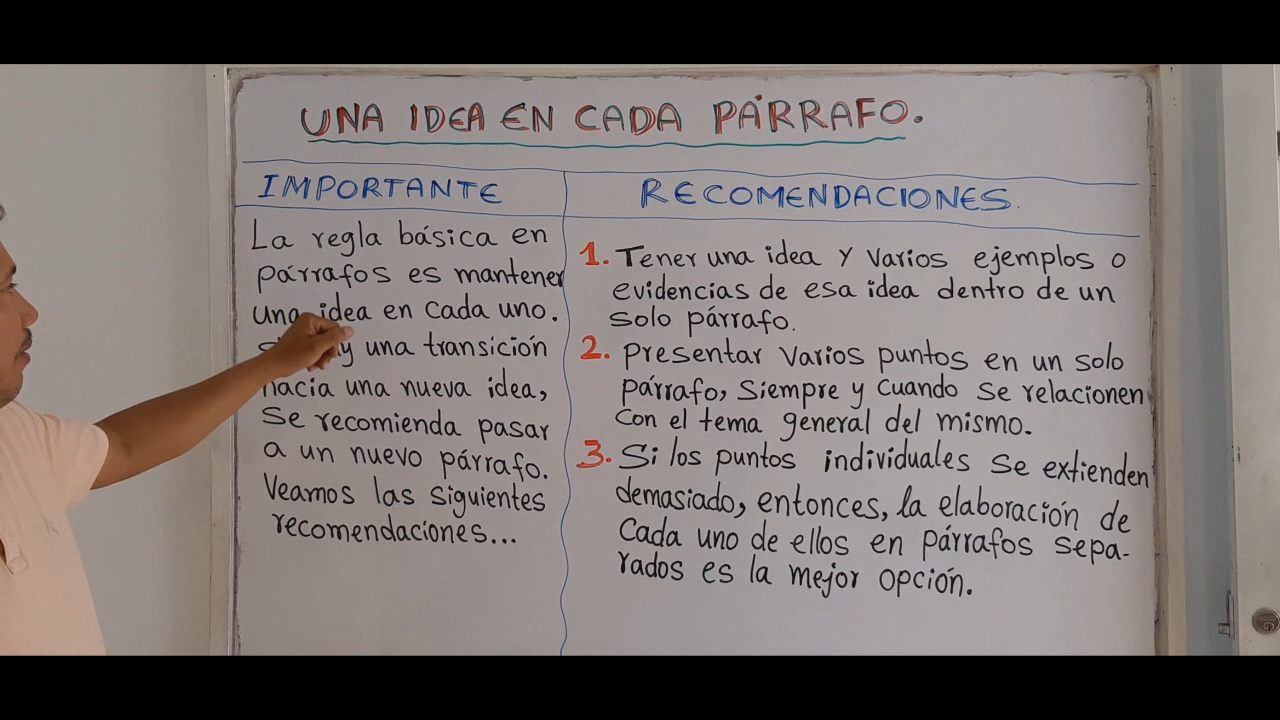 UNA IDEA EN CADA PÁRRAFO.
IMPORTANTE
La regla básica en
párrafos es mantener
una idea en cada uno.
una transición
hacia una nueva idea,
se recomienda pasar
a un nuevo párrafo.
Veamos las siguientes
recomendaciones...
RECOMENDACIONES.
1. Tener una idea y varios ejemplos o
evidencias de esa idea dentro de un
solo párrafo.
2. Presentar varios puntos en un solo
párrafo, siempre y cuando se relacionen
con el tema general del mismo.
3. Si los puntos individuales se extienden
demasiado, entonces, la elaboración de
cada uno de ellos en párrafos sepa-
rados es la mejor opción.